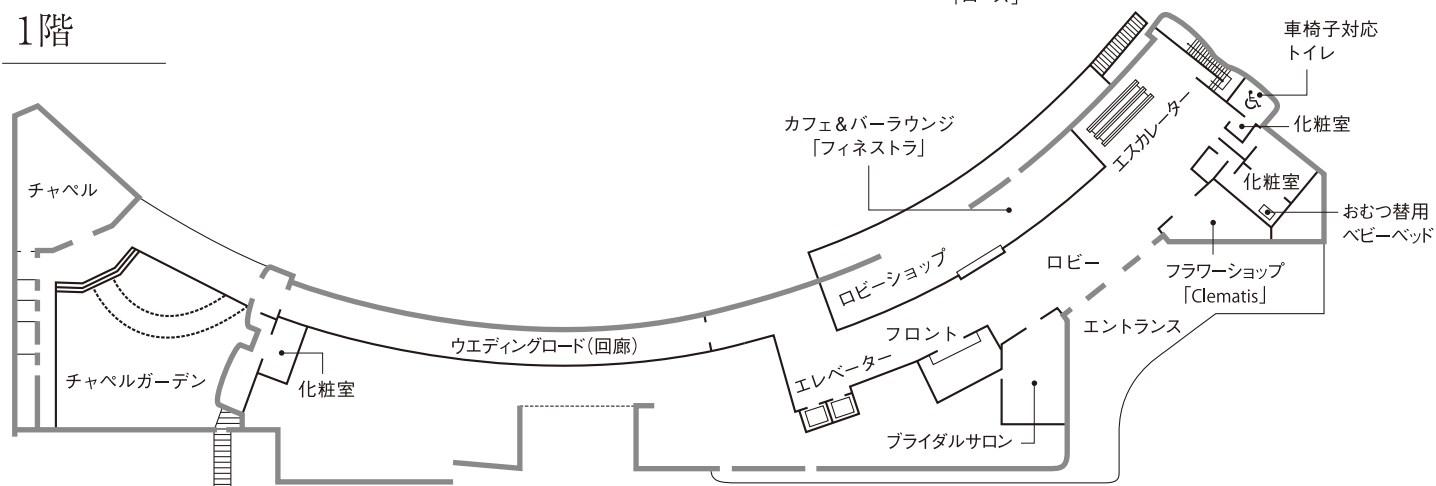 1階
車椅子対応
トイレ
化粧室
カフェ&バーラウンジ
「フィネストラ」
エスカレーター
化粧室
チャペル
おむつ替用
ベビーベッド
ロビー
フラワーショップ
「Clematis」
ロビーショップ
エントランス
フロント
ウエディングロード(回廊)
エレベーター
チャペルガーデン
化粧室
ブライダルサロン